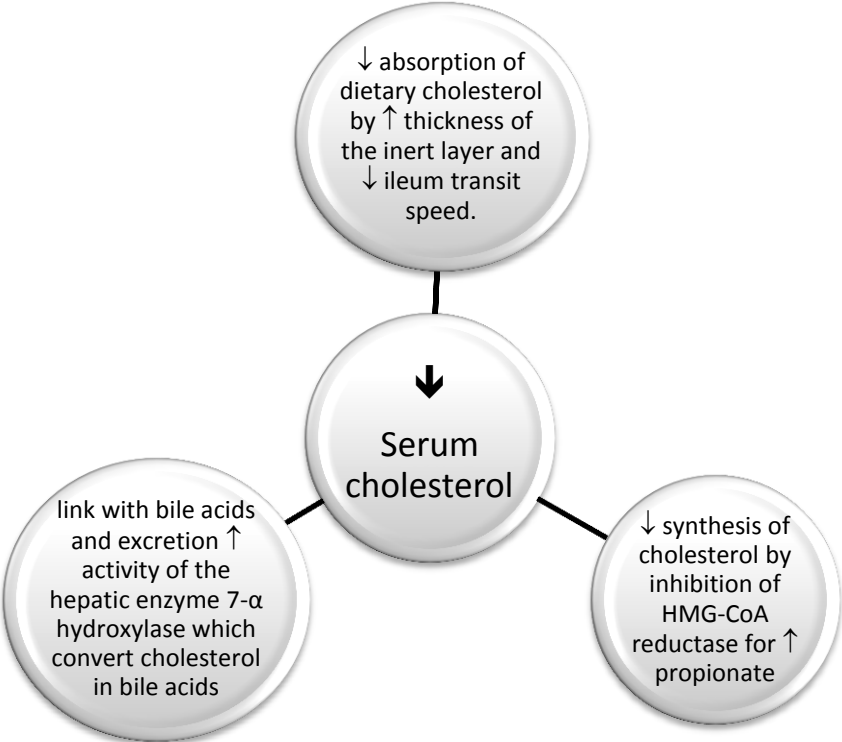 ↓ absorption of
dietary cholesterol
by ↑ thickness of
the inert layer and
↓ ileum transit
speed.
↓
Serum
cholesterol
link with bile acids
and excretion ↑
activity of the
hepatic enzyme 7-α
hydroxylase which
convert cholesterol
in bile acids
↓ synthesis of
cholesterol by
inhibition of
HMG-CoA
reductase for ↑
propionate